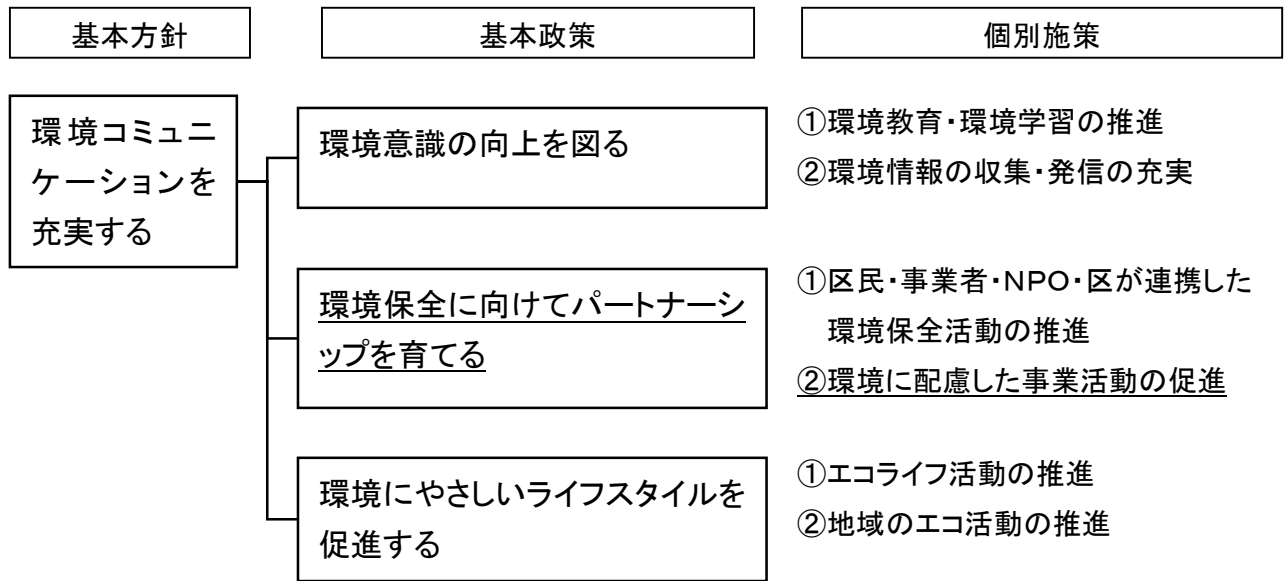 基本方針
基本政策
個別施策
環境コミュニ
ケーションを
充実する
環境意識の向上を図る
①環境教育・環境学習の推進
②環境情報の収集・発信の充実
環境保全に向けてパートナーシ
ップを育てる
①区民・事業者・NPO・区が連携した
環境保全活動の推進
②環境に配慮した事業活動の促進
環境にやさしいライフスタイルを
促進する
①エコライフ活動の推進
②地域のエコ活動の推進